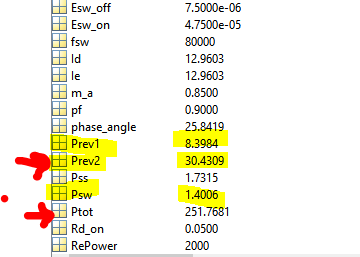 Esw_off 7.5000e-06
Esw_on 4.7500e-05
fsw 80000
Id 12.9603
Ie 12.9603
m_a 0.8500
pf 0.9000
phase_angle 25.8419
Prev1 8.3984
Prev2 30.4309
Pss 1.7315
Psw 1.4006
Ptot 251.7681
Rd_on 0.0500
RePower 2000